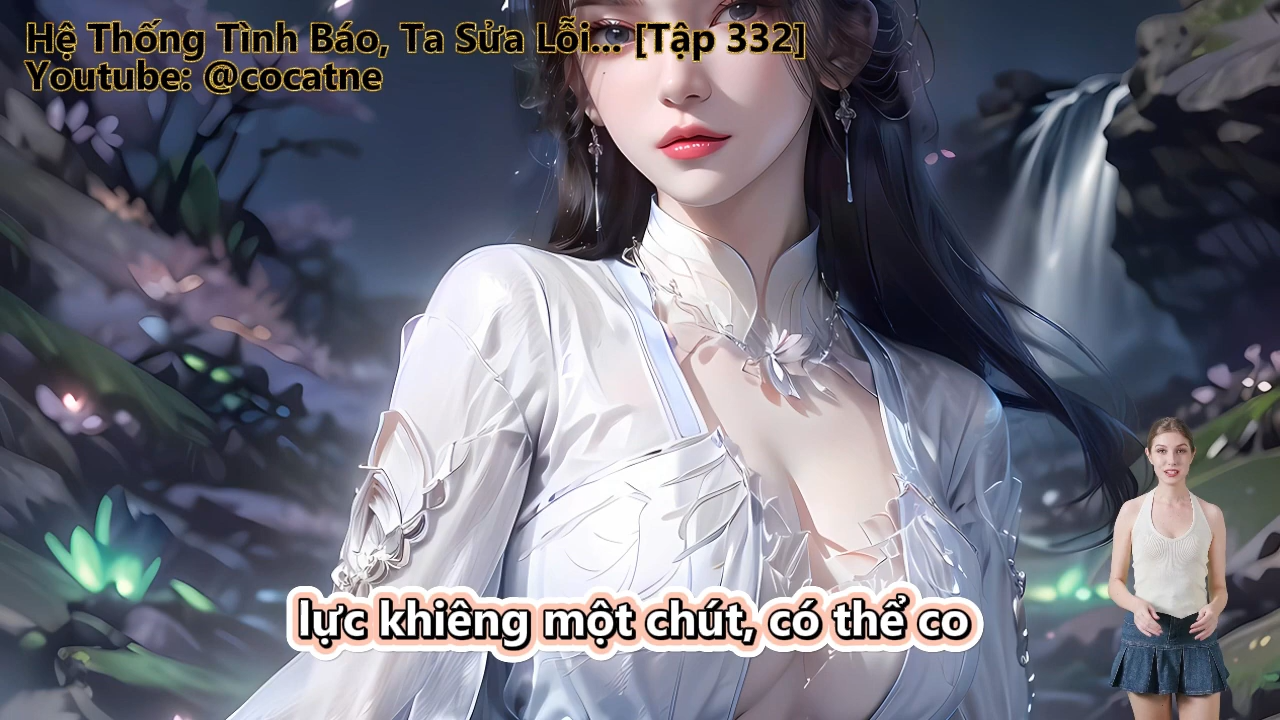 Hệ Thống Tình Báo, Ta Sửa Lỗi... [Tập 332]
Youtube: @cocatne
lực khiêng một chút, có thể co